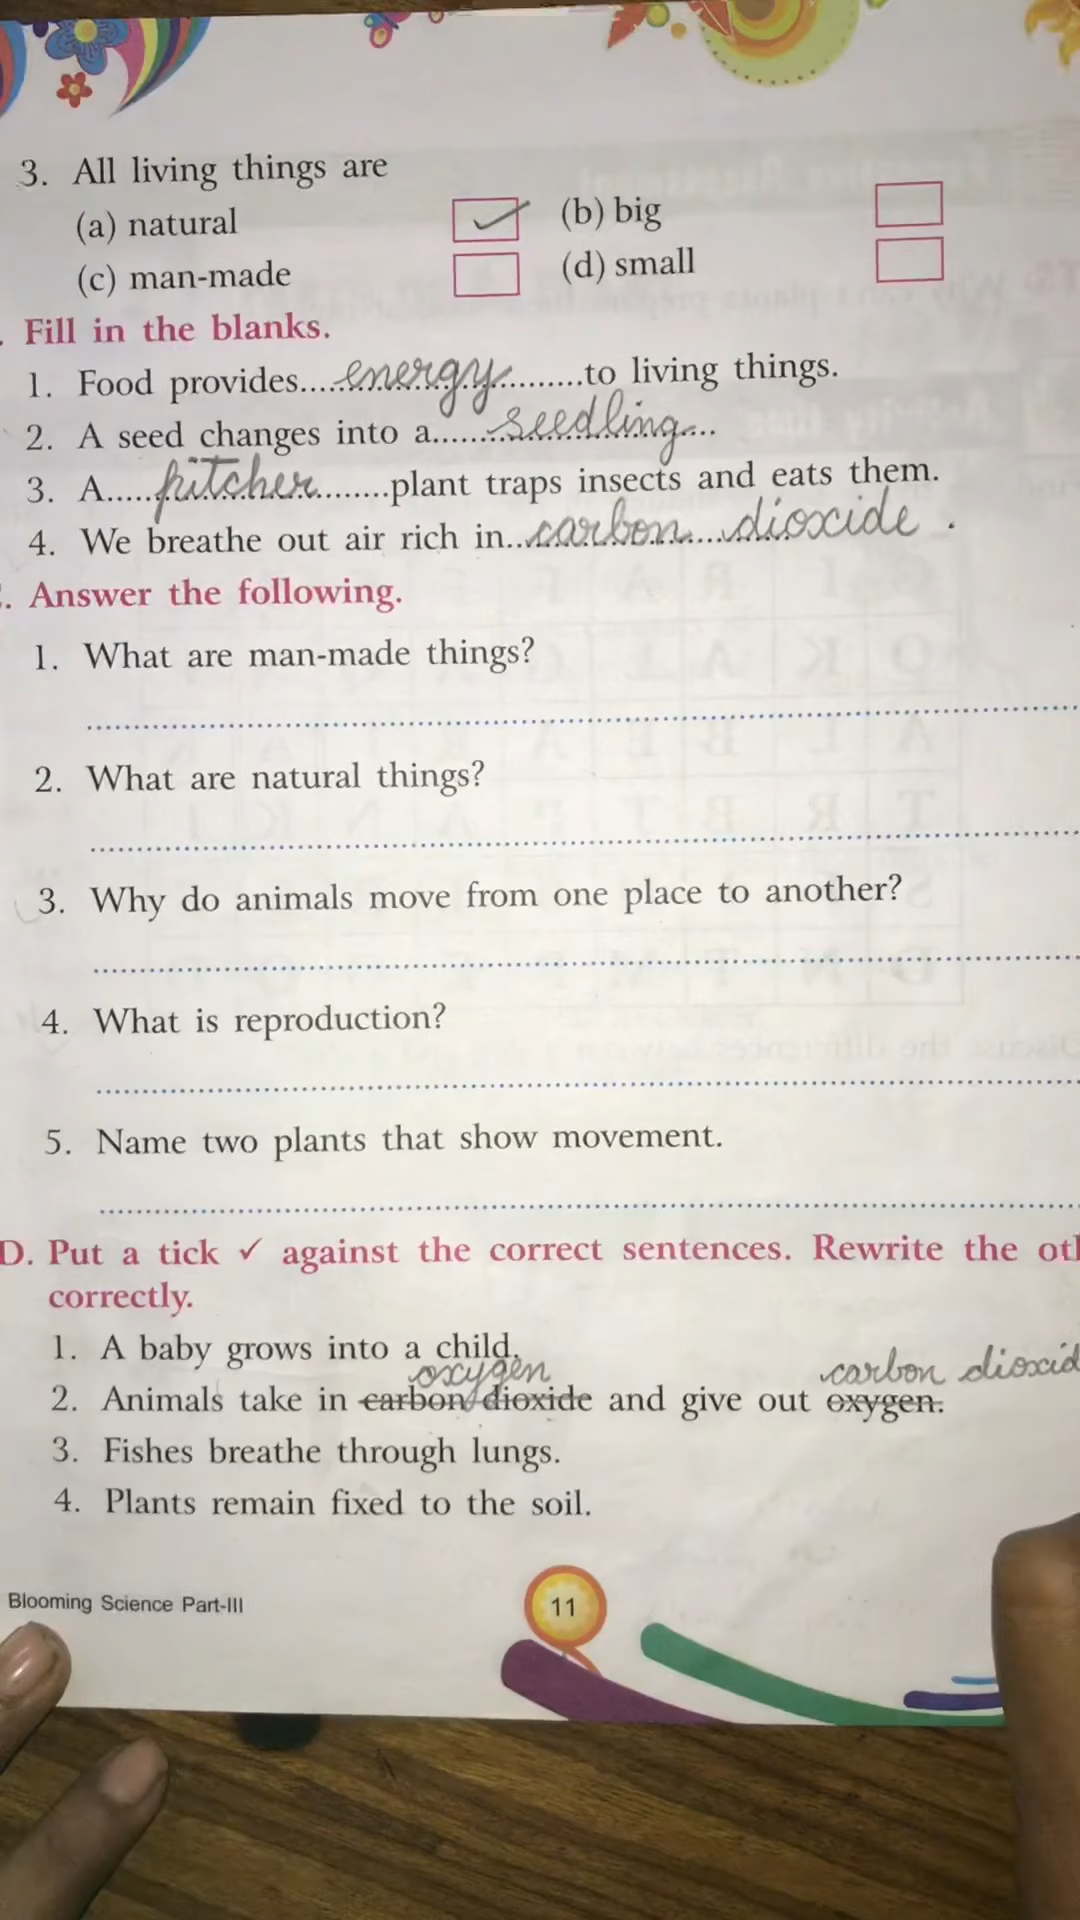 3. All living things are
(a) natural (b) big
(c) man-made (d) small
Fill in the blanks.
1. Food provides....energy.........to living things.
2. A seed changes into a......seedling...
3. A.....pitcher........plant traps insects and eats them.
4. We breathe out air rich in..carbon...dioxide.
Answer the following.
1. What are man-made things?
2. What are natural things?
3. Why do animals move from one place to another?
4. What is reproduction?
5. Name two plants that show movement.
D. Put a tick ✓ against the correct sentences. Rewrite the
correctly.
1. A baby grows into a child.
oxygen carbon
2. Animals take in carbon dioxide and give out oxygen.
3. Fishes breathe through lungs.
4. Plants remain fixed to the soil.
Blooming Science Part-III
11